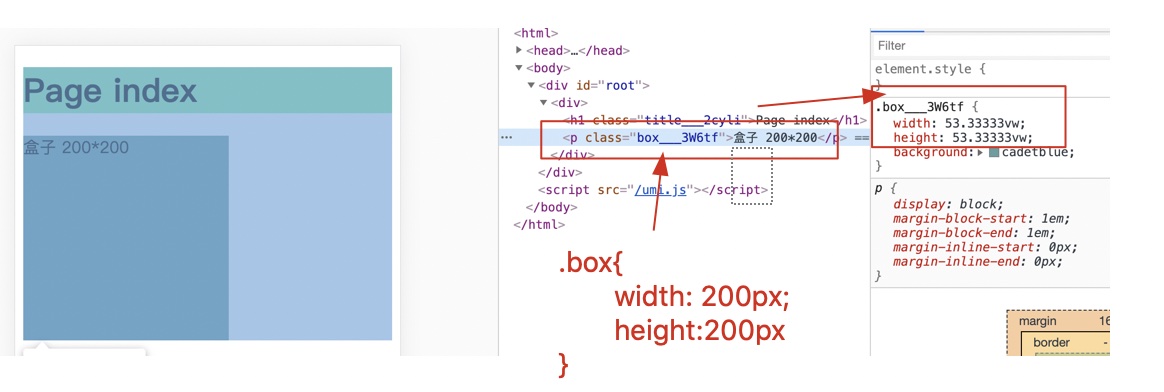 Page index
盒子 200*200
<html>
<head>…</head>
<body>
<div id="root">
<div>
<h1 class="title___2cyli">Page index</h1>
<p class="box___3W6tf">盒子 200*200</p> ==
</div>
</div>
<script src="/umi.js"></script>
</body>
</html>
.box{
width: 200px;
height:200px
}
Filter
element.style {
}
.box___3W6tf {
width: 53.33333vw;
height: 53.33333vw;
background: cadetblue;
}
p {
display: block;
margin-block-start: 1em;
margin-block-end: 1em;
margin-inline-start: 0px;
margin-inline-end: 0px;
}
margin 16
border -